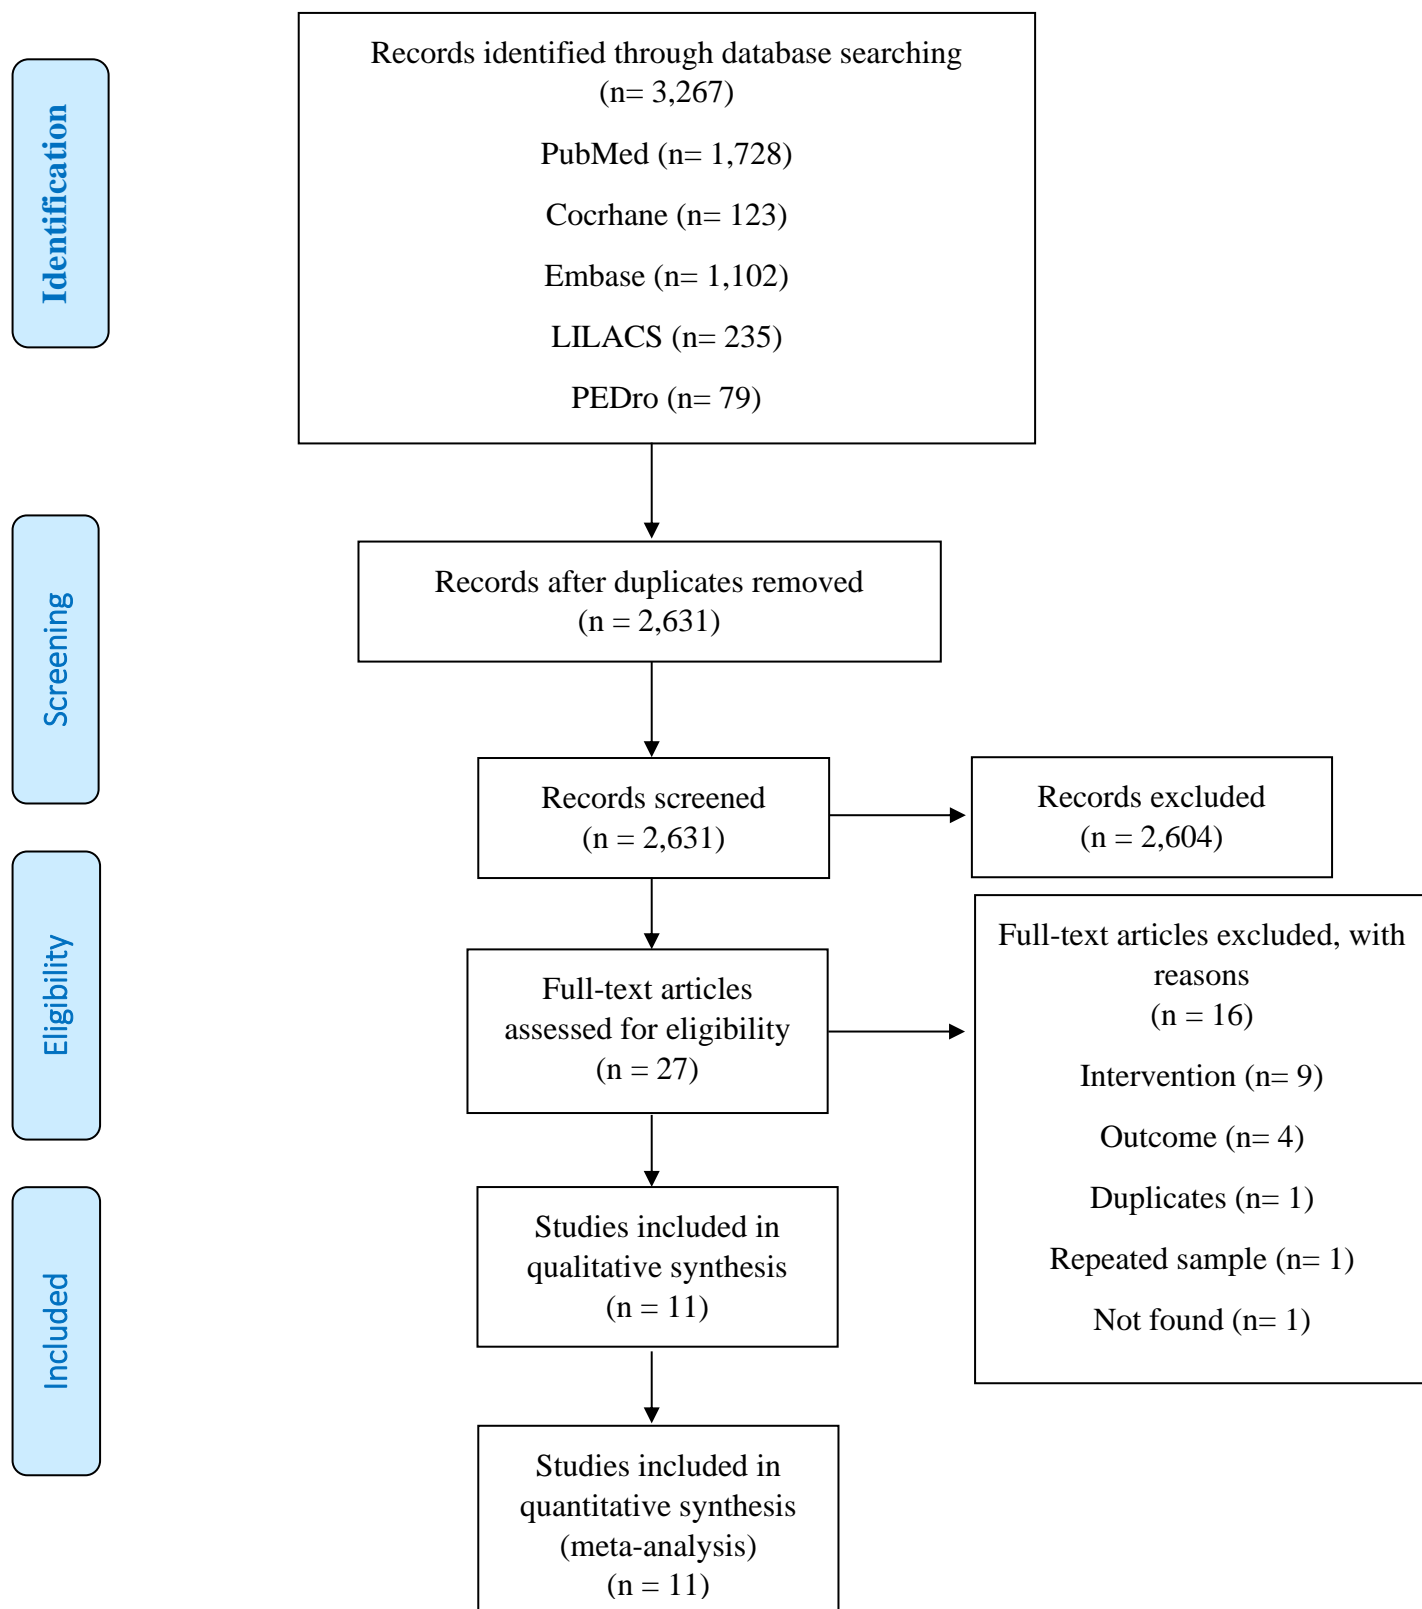 Identification
Records identified through database searching
(n= 3,267)
PubMed (n= 1,728)
Cocrhane (n= 123)
Embase (n= 1,102)
LILACS (n= 235)
PEDro (n= 79)
Screening
Records after duplicates removed
(n = 2,631)
Records screened
(n = 2,631)
Records excluded
(n = 2,604)
Eligibility
Full-text articles
assessed for eligibility
(n = 27)
Full-text articles excluded, with
reasons
(n = 16)
Intervention (n= 9)
Outcome (n= 4)
Duplicates (n= 1)
Repeated sample (n= 1)
Not found (n= 1)
Included
Studies included in
qualitative synthesis
(n = 11)
Studies included in
quantitative synthesis
(meta-analysis)
(n = 11)